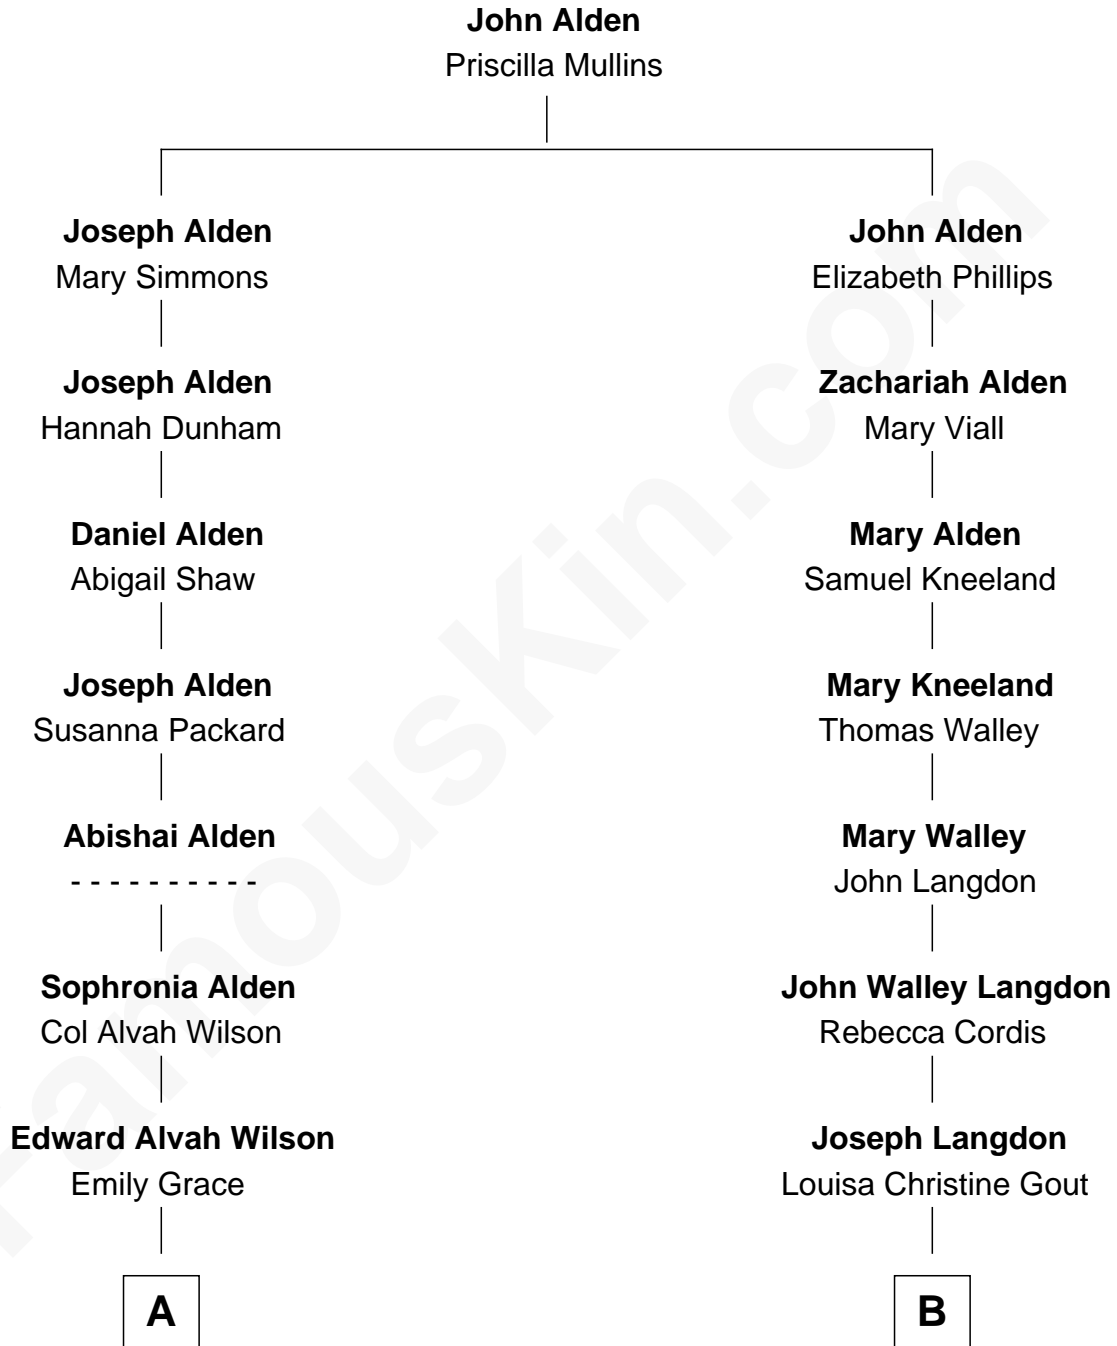 John Alden
Priscilla Mullins
Joseph Alden
Mary Simmons
John Alden
Elizabeth Phillips
Joseph Alden
Hannah Dunham
Zachariah Alden
Mary Viall
Daniel Alden
Abigail Shaw
Mary Alden
Samuel Kneeland
Joseph Alden
Susanna Packard
Mary Kneeland
Thomas Walley
Abishai Alden
- - - - - - - - - -
Mary Walley
John Langdon
Sophronia Alden
Col Alvah Wilson
John Walley Langdon
Rebecca Cordis
Edward Alvah Wilson
Emily Grace
Joseph Langdon
Louisa Christine Gout
A
B
FamousKin.com